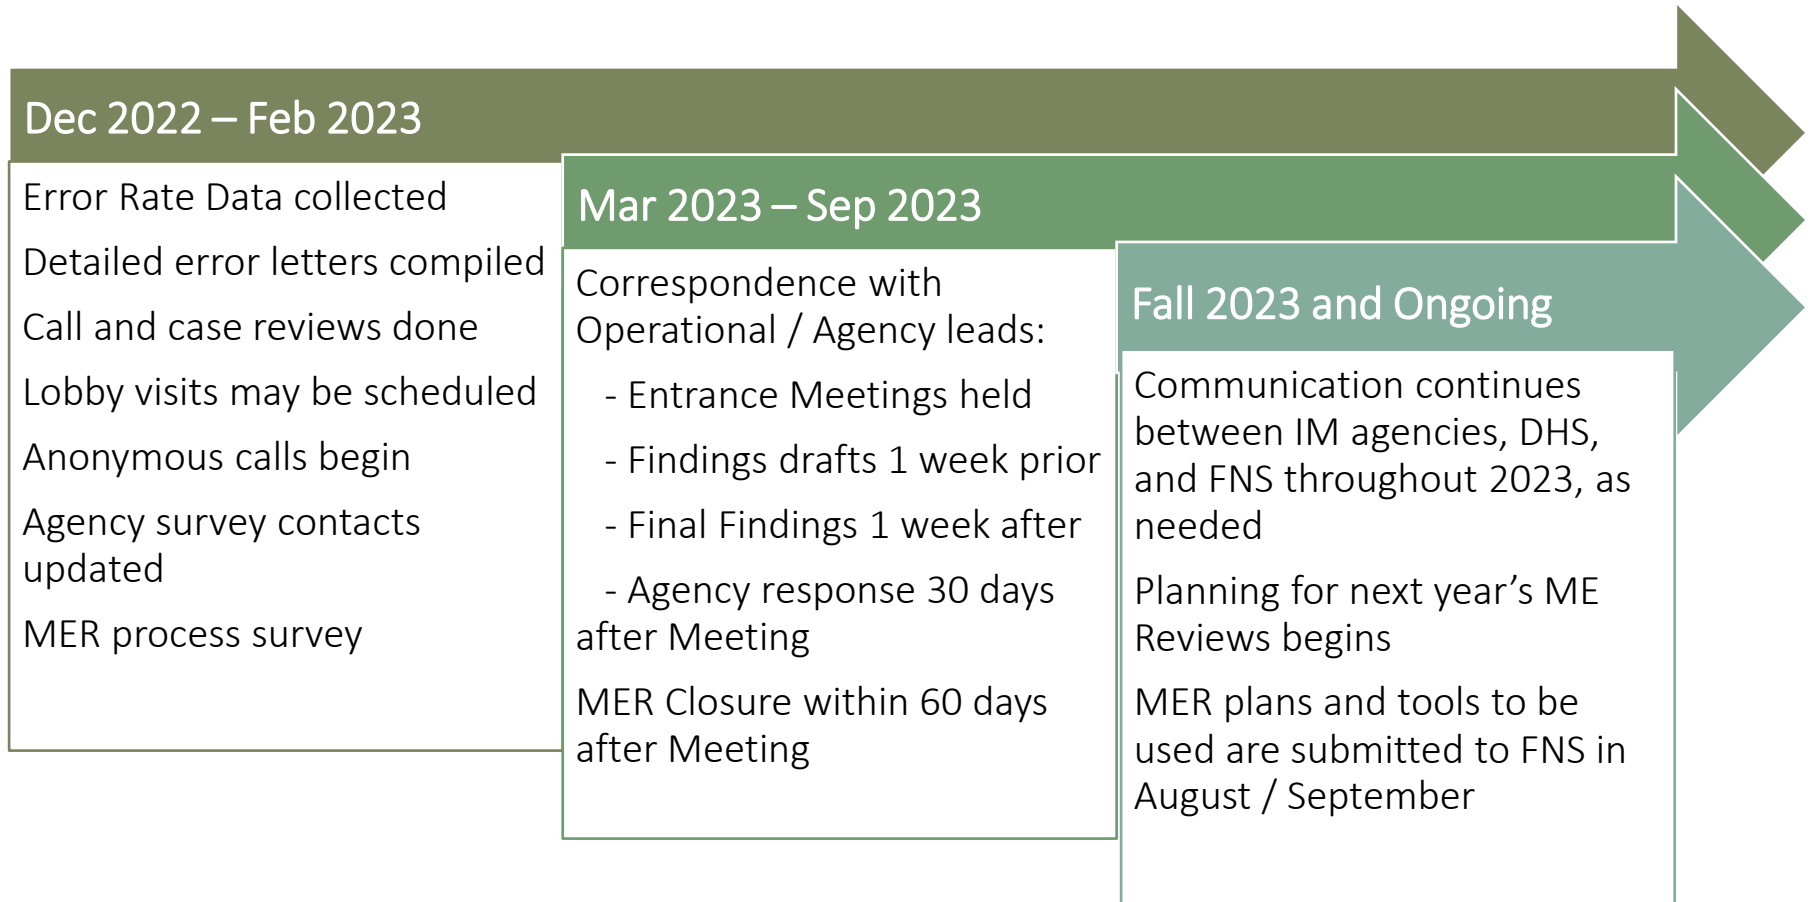 Dec 2022 – Feb 2023
Error Rate Data collected
Detailed error letters compiled
Call and case reviews done
Lobby visits may be scheduled
Anonymous calls begin
Agency survey contacts
updated
MER process survey
Mar 2023 – Sep 2023
Correspondence with
Operational / Agency leads:
- Entrance Meetings held
- Findings drafts 1 week prior
- Final Findings 1 week after
- Agency response 30 days
after Meeting
MER Closure within 60 days
after Meeting
Fall 2023 and Ongoing
Communication continues
between IM agencies, DHS,
and FNS throughout 2023, as
needed
Planning for next year’s ME
Reviews begins
MER plans and tools to be
used are submitted to FNS in
August / September